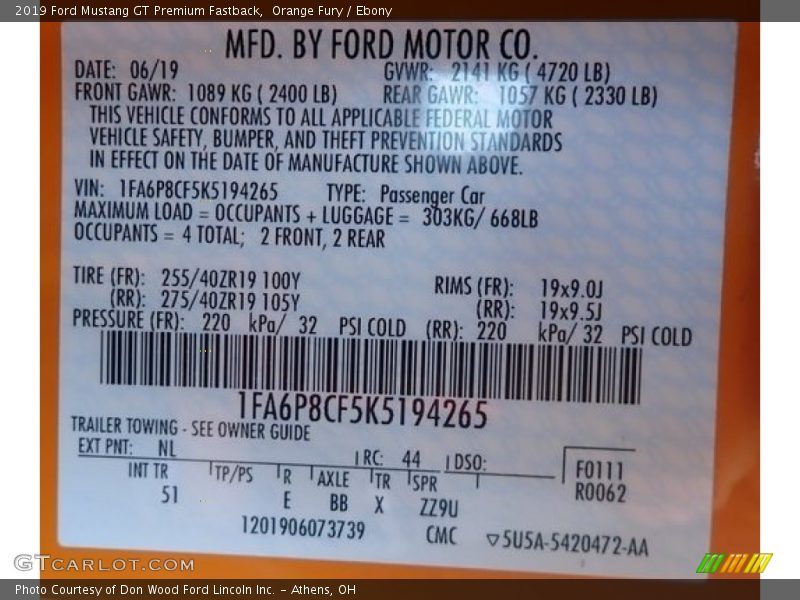 2019 Ford Mustang GT Premium Fastback,  Orange Fury / Ebony
MFD. BY FORD MOTOR CO.
DATE: 06/19 GVWR: 2141 KG ( 4720 LB)
FRONT GAWR: 1089 KG ( 2400 LB) REAR GAWR: 1057 KG ( 2330 LB)
THIS VEHICLE CONFORMS TO ALL APPLICABLE FEDERAL MOTOR
VEHICLE SAFETY, BUMPER, AND THEFT PREVENTION STANDARDS
IN EFFECT ON THE DATE OF MANUFACTURE SHOWN ABOVE.
VIN: 1FA6P8CF5K5194265 TYPE: Passenger Car
MAXIMUM LOAD = OCCUPANTS + LUGGAGE = 303KG/ 668LB
OCCUPANTS = 4 TOTAL; 2 FRONT, 2 REAR
TIRE (FR): 255/40ZR19 100Y RIMS (FR): 19x9.0J
(RR): 275/40ZR19 105Y (RR): 19x9.5J
PRESSURE (FR): 220 kPa/ 32 PSI COLD (RR): 220 kPa/ 32 PSI COLD
1FA6P8CF5K5194265
TRAILER TOWING - SEE OWNER GUIDE
EXT PNT: NL RC: 44 DSO: F0111
INT TR TP/PS R AXLE TR SPR R0062
51 E BB X ZZ9U
1201906073739 CMC ▽5U5A-5420472-AA
GTCARLOT.COM
Photo Courtesy of Don Wood Ford Lincoln Inc. - Athens, OH